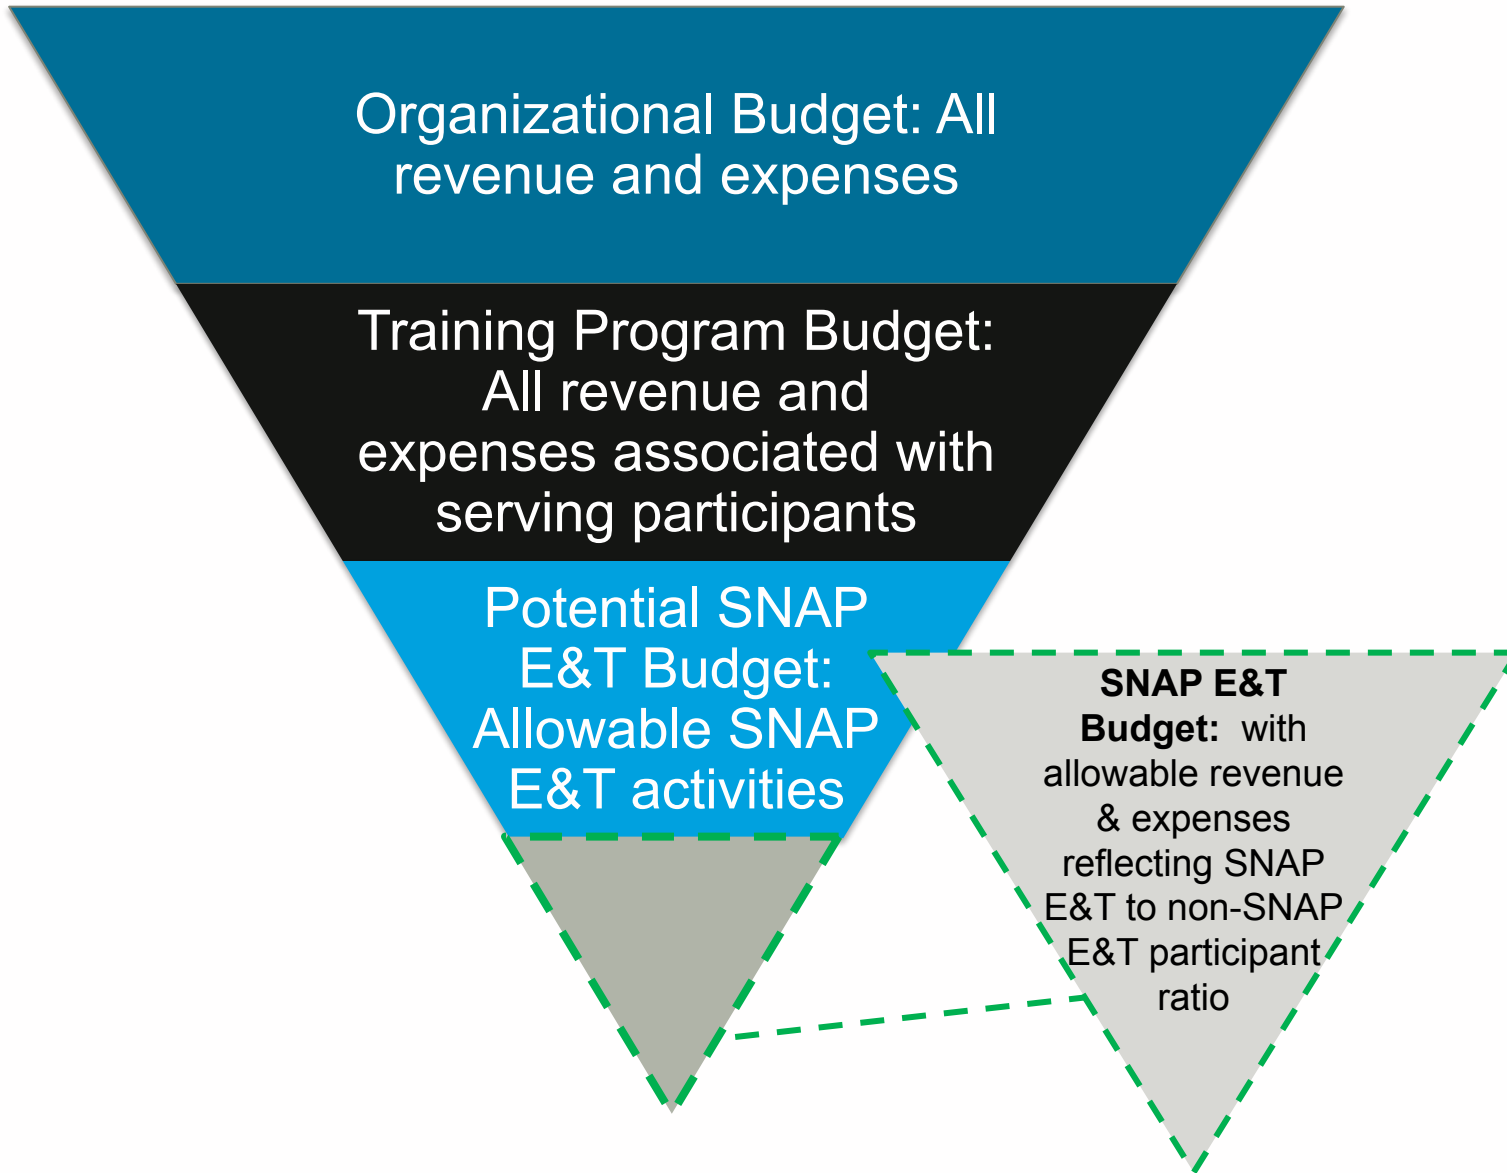 Organizational Budget: All
revenue and expenses
Training Program Budget:
All revenue and
expenses associated with
serving participants
Potential SNAP
E&T Budget:
Allowable SNAP
E&T activities
SNAP E&T
Budget:  with
allowable revenue
& expenses
reflecting SNAP
E&T to non-SNAP
E&T participant
ratio